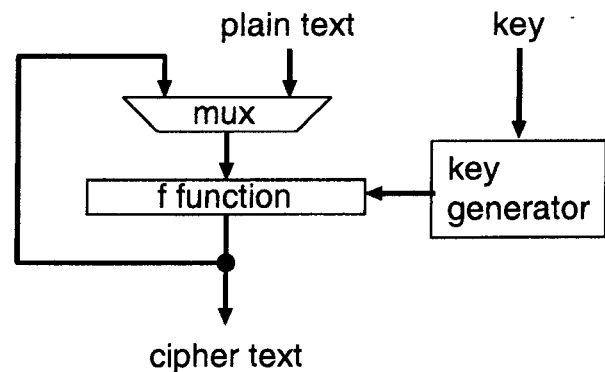 plain text
key
mux
f function
key
generator
cipher text